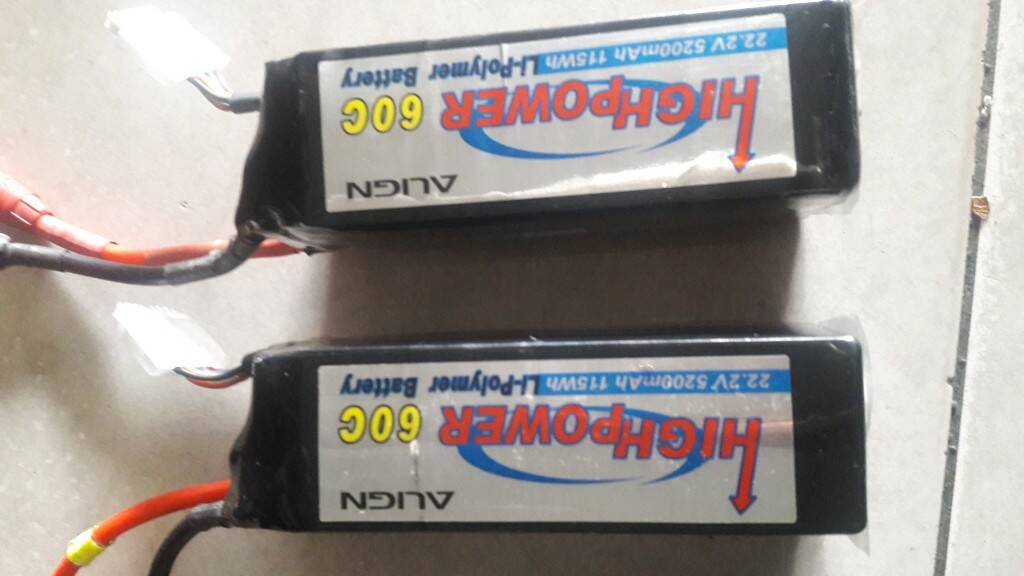 ALIGN
HIGHPOWER 60C
22.2V 5200mAh 115Wh Li-Polymer Battery
ALIGN
HIGHPOWER 60C
22.2V 5200mAh 115Wh Li-Polymer Battery